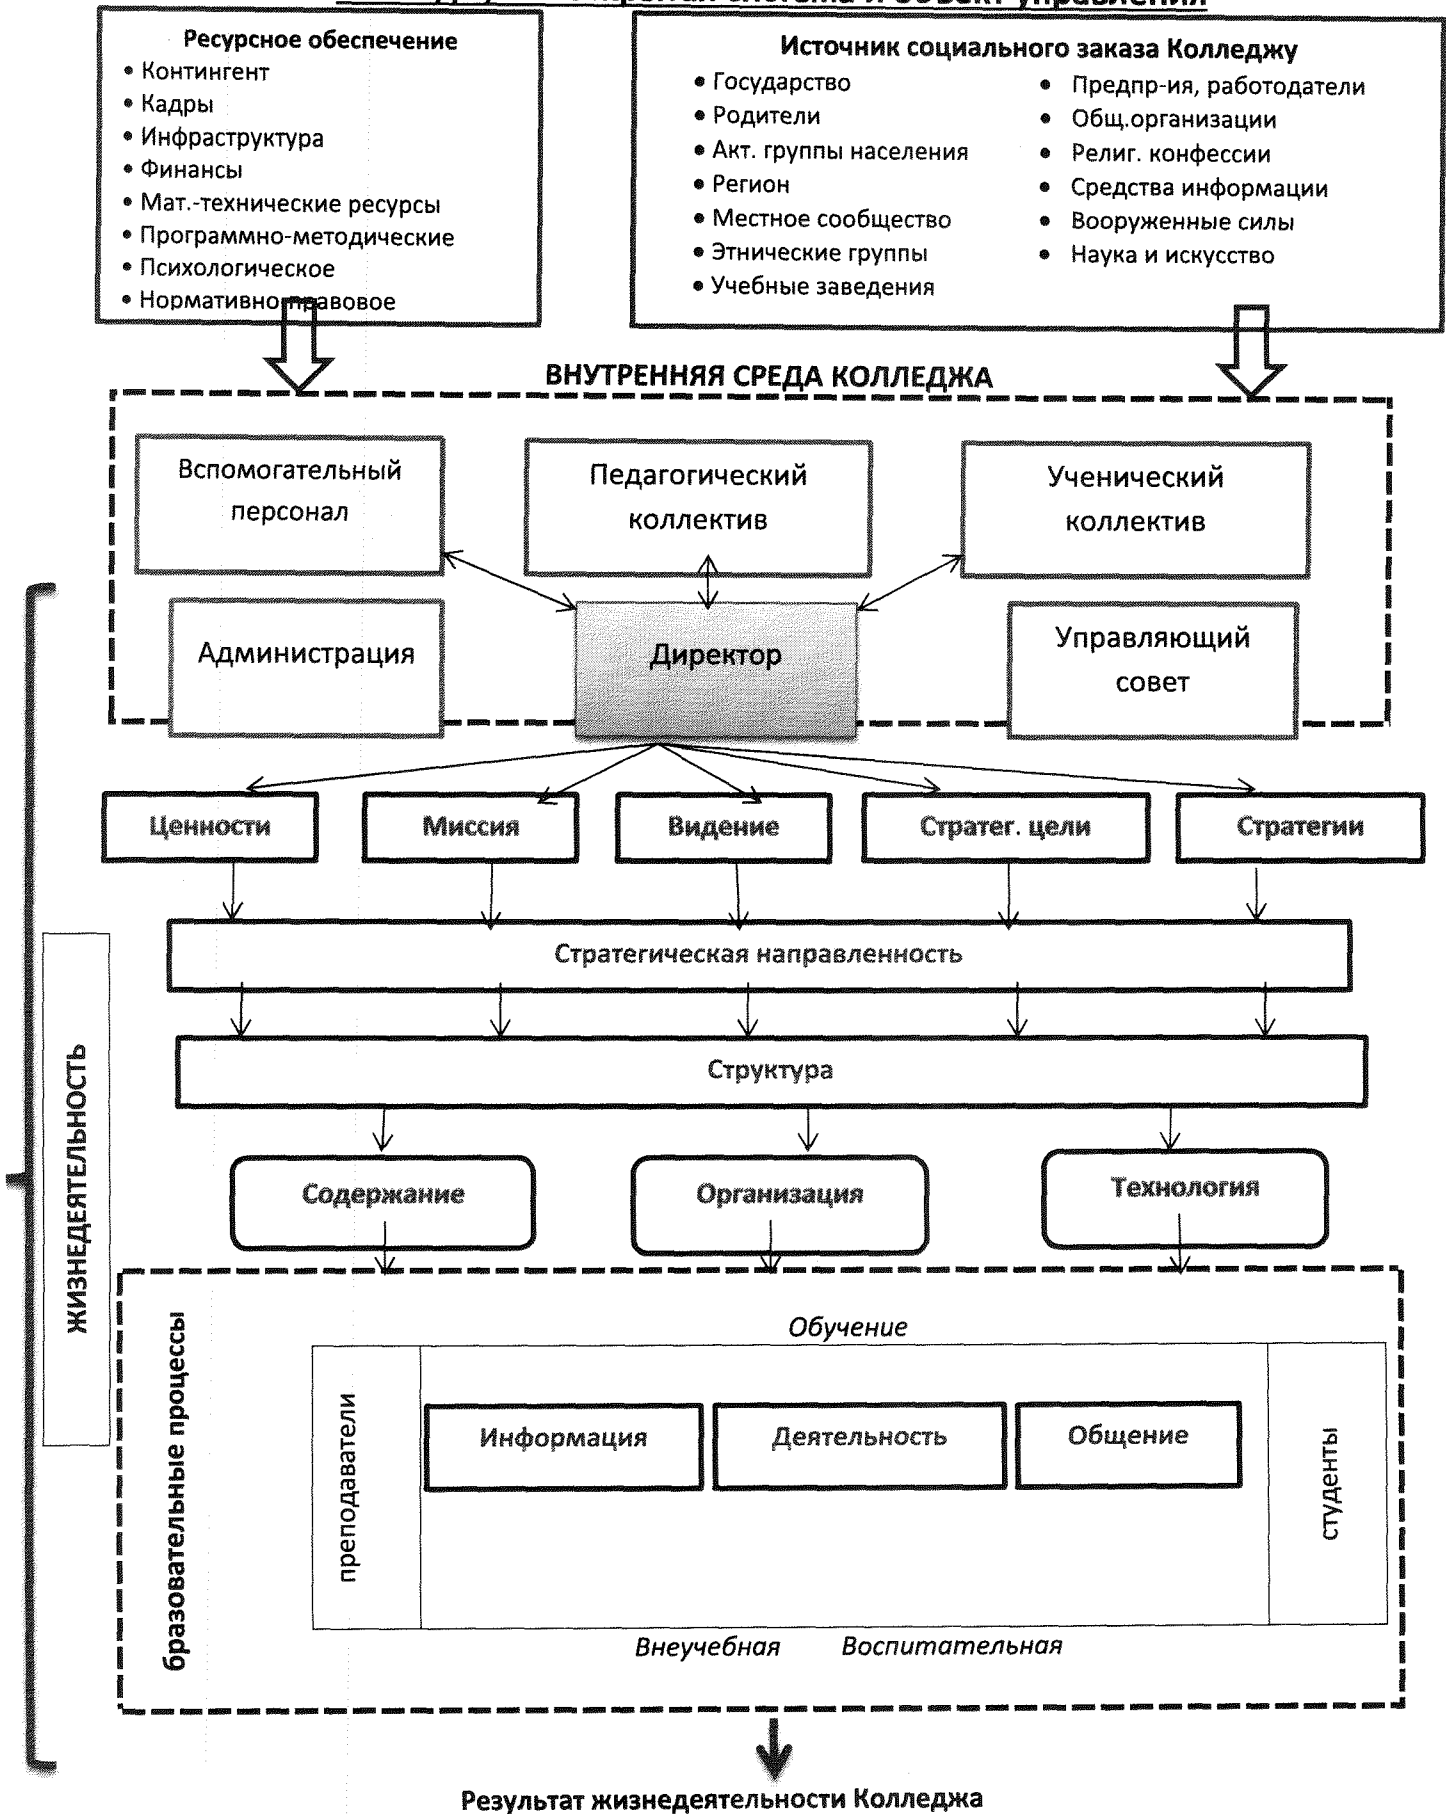 система и объект управления
Ресурсное обеспечение
• Контингент
• Кадры
• Инфраструктура
• Финансы
• Мат.-технические ресурсы
• Программно-методические
• Психологическое
• Нормативно-правовое
Источник социального заказа Колледжу
• Государство
• Родители
• Акт. группы населения
• Регион
• Местное сообщество
• Этнические группы
• Учебные заведения
• Предпр-ия, работодатели
• Общ.организации
• Религ. конфессии
• Средства информации
• Вооруженные силы
• Наука и искусство
ВНУТРЕННЯЯ СРЕДА КОЛЛЕДЖА
Вспомогательный
персонал
Педагогический
коллектив
Ученический
коллектив
Администрация
Директор
Управляющий
совет
Ценности
Миссия
Видение
Стратег. цели
Стратегии
Стратегическая направленность
Структура
ЖИЗНЕДЕЯТЕЛЬНОСТЬ
Содержание
Организация
Технология
бразовательные процессы
Обучение
преподаватели
Информация
Деятельность
Общение
студенты
Внеучебная Воспитательная
Результат жизнедеятельности Колледжа